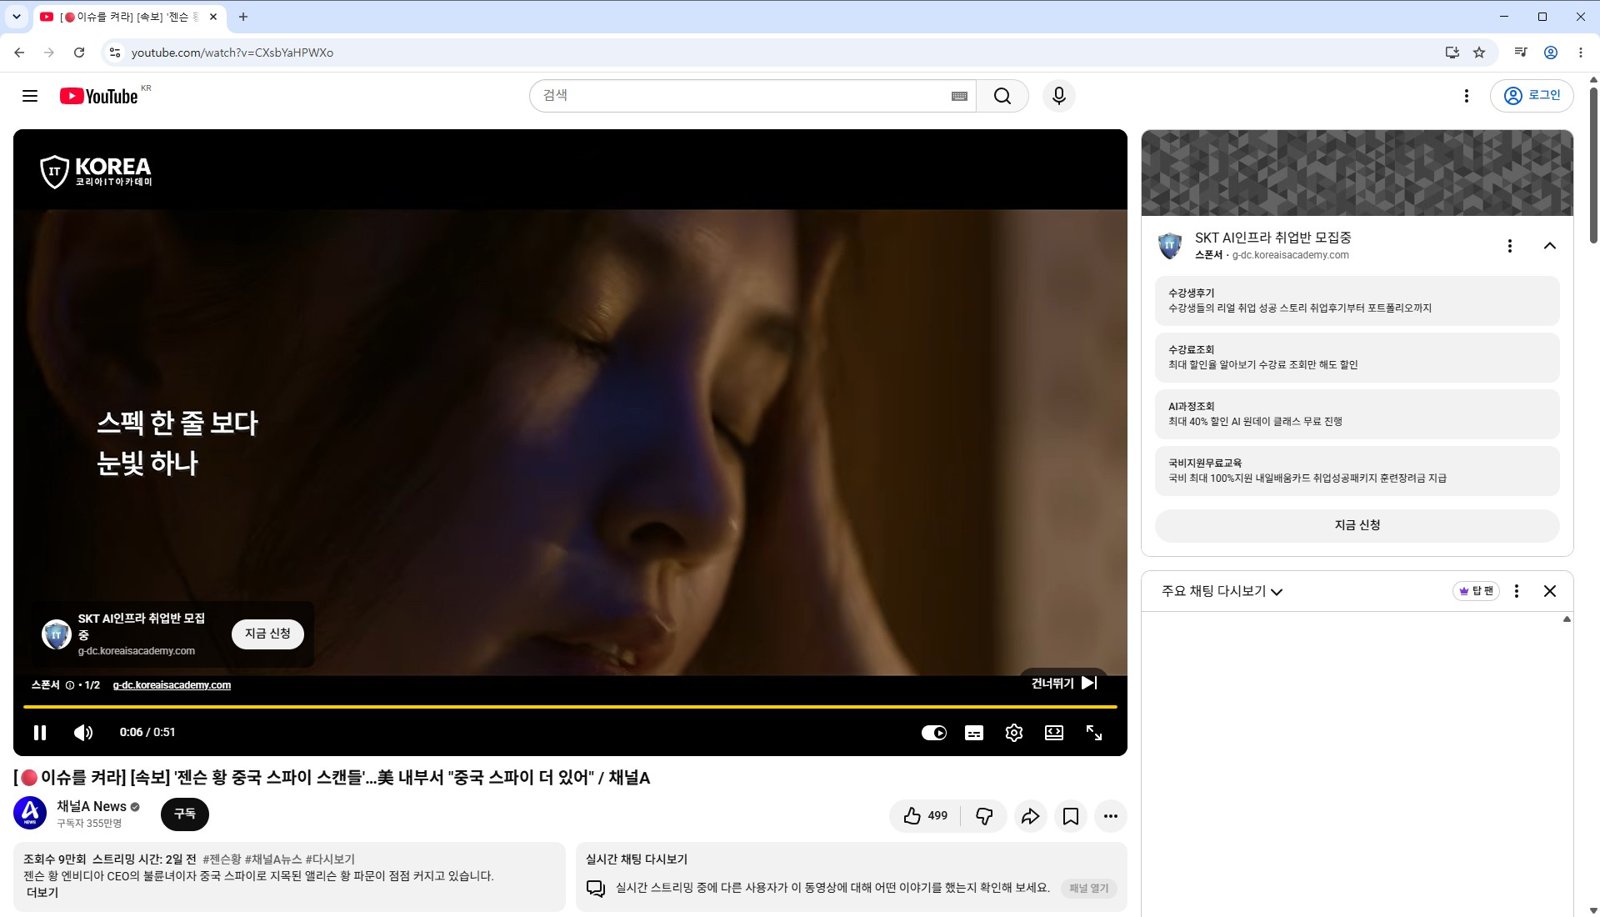 [🔴이슈를 켜라] [속보] '젠슨 황
youtube.com/watch?v=CXsbYaHPWXo
YouTube KR
검색
로그인
IT KOREA
코리아IT아카데미
스펙 한 줄 보다
눈빛 하나
SKT AI인프라 취업반 모집
중
g-dc.koreaisacademy.com
지금 신청
스폰서 • 1/2 g-dc.koreaisacademy.com
건너뛰기
0:06 / 0:51
[🔴이슈를 켜라] [속보] '젠슨 황 중국 스파이 스캔들'...美 내부서 "중국 스파이 더 있어" / 채널A
채널A News
구독자 355만명
구독
499
조회수 9만회 스트리밍 시간: 2일 전 #젠슨황 #채널A뉴스 #다시보기
젠슨 황 엔비디아 CEO의 불륜녀이자 중국 스파이로 지목된 앨리슨 황 파문이 점점 커지고 있습니다.
더보기
실시간 채팅 다시보기
실시간 스트리밍 중에 다른 사용자가 이 동영상에 대해 어떤 이야기를 했는지 확인해 보세요.
패널 열기
IT
SKT AI인프라 취업반 모집중
스폰서 · g-dc.koreaisacademy.com
수강생후기
수강생들의 리얼 취업 성공 스토리 취업후기부터 포트폴리오까지
수강료조회
최대 할인율 알아보기 수강료 조회만 해도 할인
AI과정조회
최대 40% 할인 AI 원데이 클래스 무료 진행
국비지원무료교육
국비 최대 100%지원 내일배움카드 취업성공패키지 훈련장려금 지급
지금 신청
주요 채팅 다시보기
탑 팬